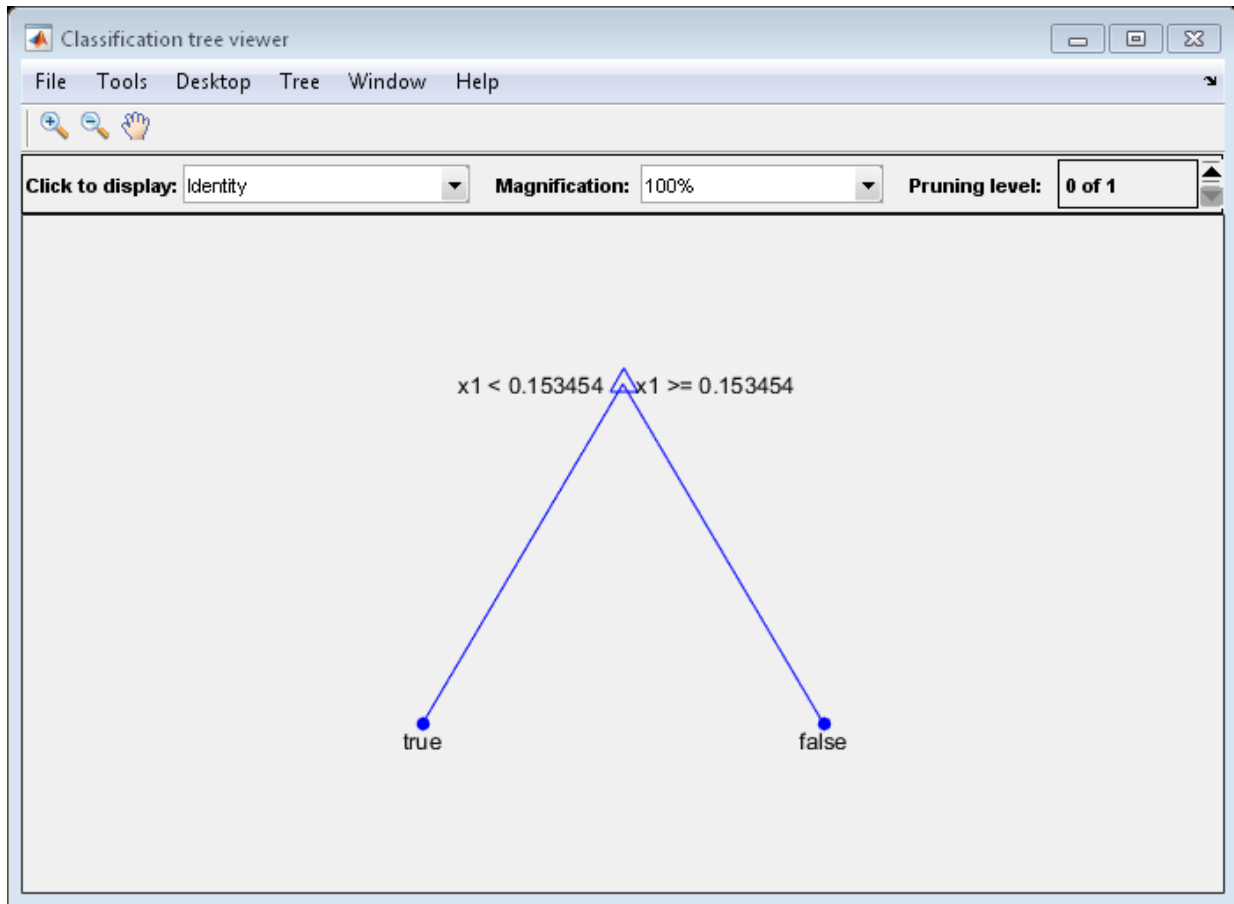 Classification tree viewer
File Tools Desktop Tree Window Help
Click to display: Identity Magnification: 100% Pruning level: 0 of 1
x1 < 0.153454 x1 >= 0.153454
true false